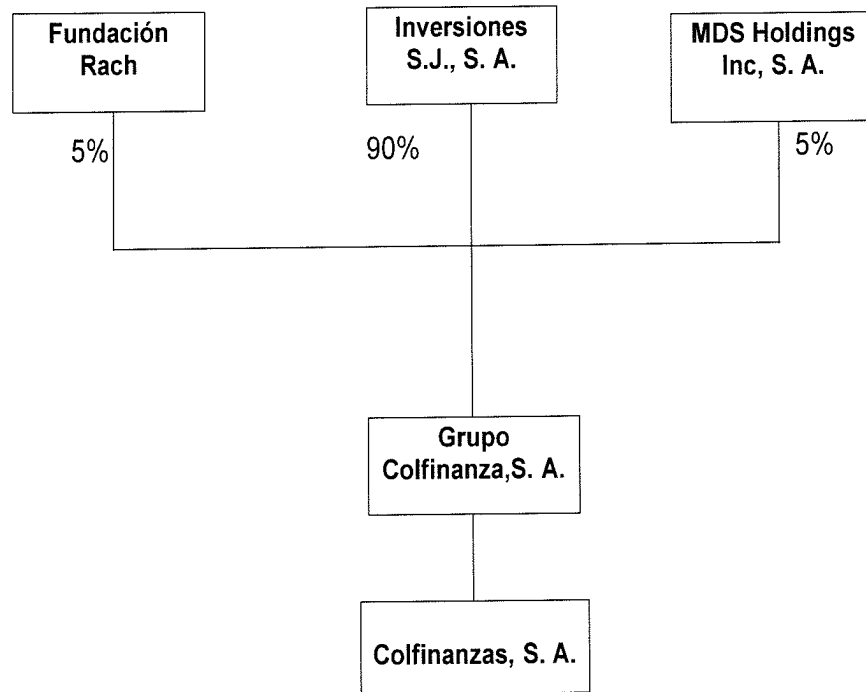 Fundación
Rach
Inversiones
S.J., S. A.
MDS Holdings
Inc, S. A.
5%
90%
5%
Grupo
Colfinanza,S. A.
Colfinanzas, S. A.